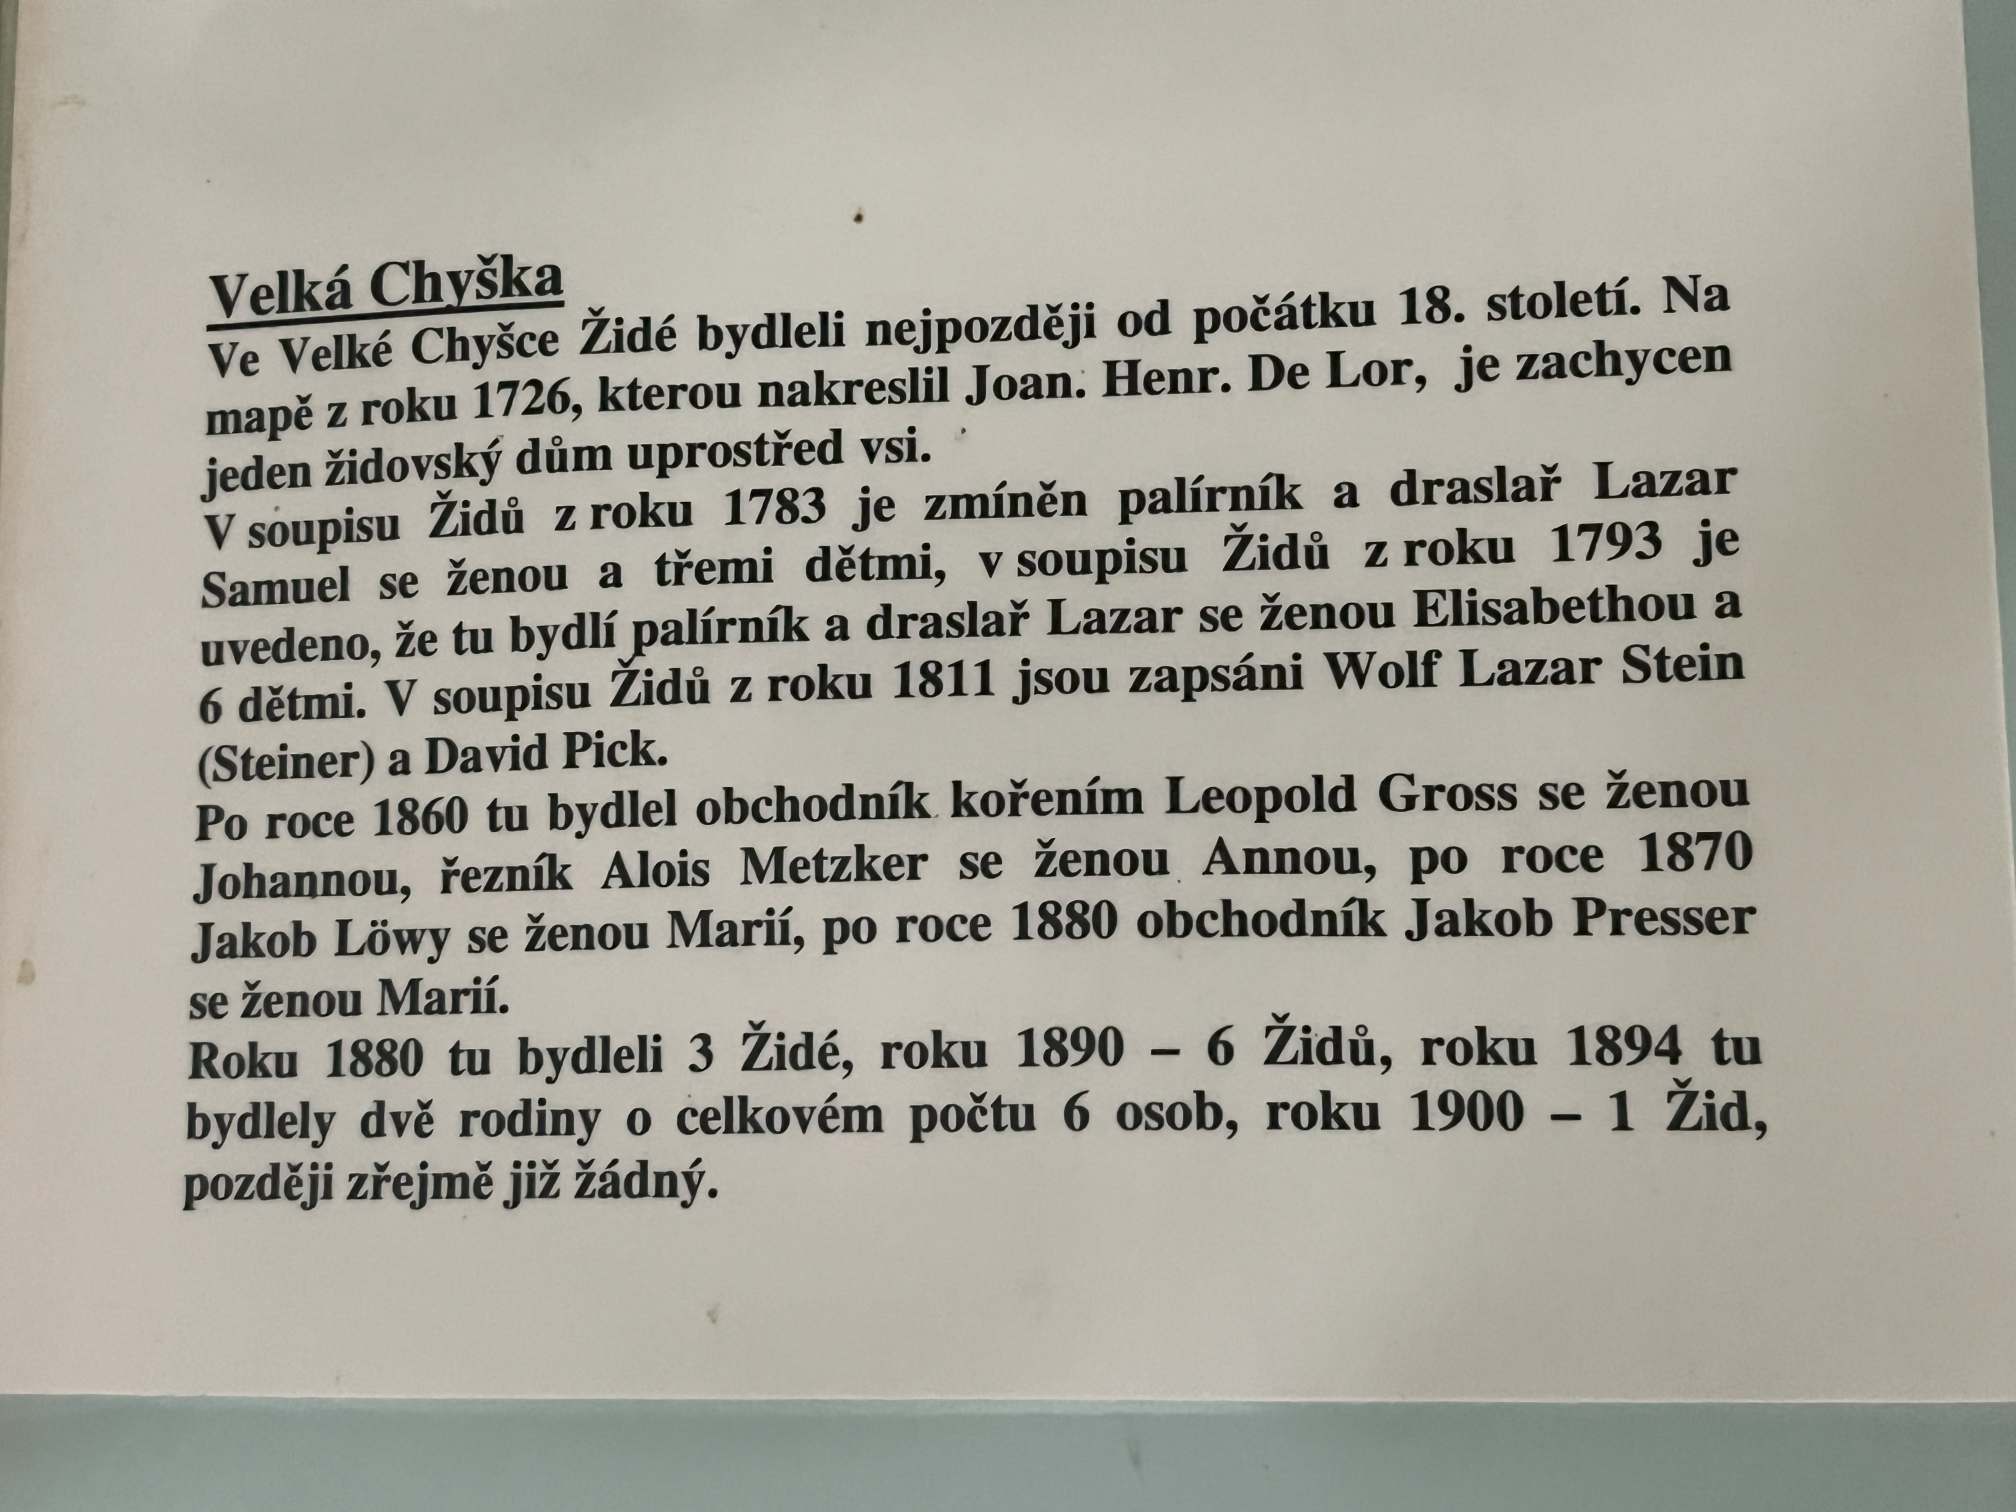 Velká Chyška
Ve Velké Chyšce Židé bydleli nejpozději od počátku 18. století. Na
mapě z roku 1726, kterou nakreslil Joan. Henr. De Lor, je zachycen
jeden židovský dům uprostřed vsi.
V soupisu Židů z roku 1783 je zmíněn palírník a draslař Lazar
Samuel se ženou a třemi dětmi, v soupisu Židů z roku 1793 je
uvedeno, že tu bydlí palírník a draslař Lazar se ženou Elisabethou a
6 dětmi. V soupisu Židů z roku 1811 jsou zapsáni Wolf Lazar Stein
(Steiner) a David Pick.
Po roce 1860 tu bydlel obchodník kořením Leopold Gross se ženou
Johannou, řezník Alois Metzker se ženou Annou, po roce 1870
Jakob Löwy se ženou Marií, po roce 1880 obchodník Jakob Presser
se ženou Marií.
Roku 1880 tu bydleli 3 Židé, roku 1890 – 6 Židů, roku 1894 tu
bydlely dvě rodiny o celkovém počtu 6 osob, roku 1900 – 1 Žid,
později zřejmě již žádný.